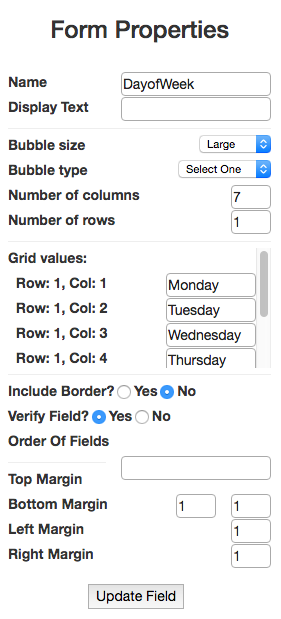 Form Properties
Name DayofWeek
Display Text
Bubble size Large
Bubble type Select One
Number of columns 7
Number of rows 1
Grid values:
Row: 1, Col: 1 Monday
Row: 1, Col: 2 Tuesday
Row: 1, Col: 3 Wednesday
Row: 1, Col: 4 Thursday
Include Border? Yes No
Verify Field? Yes No
Order Of Fields
Top Margin
Bottom Margin 1 1
Left Margin 1
Right Margin 1
Update Field